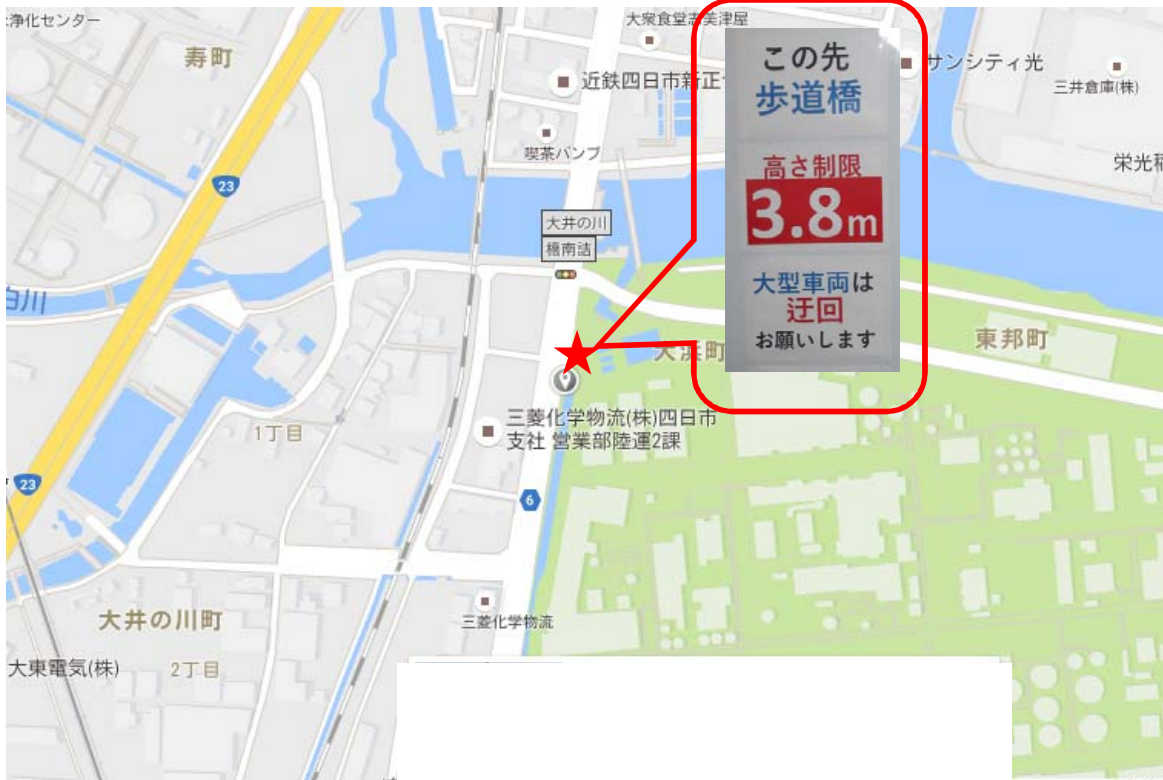 浄化センター
寿町
大衆食堂志美津屋
近鉄四日市新正
喫茶バンブ
サンシティ光
三井倉庫(株)
栄光
23
この先
歩道橋
高さ制限
3.8m
大型車両は
迂回
お願いします
大井の川
橋南詰
白川
大浜町
東邦町
三菱化学物流(株)四日市
支社 営業部陸運2課
1丁目
23
6
大井の川町
三菱化学物流
大東電気(株)
2丁目